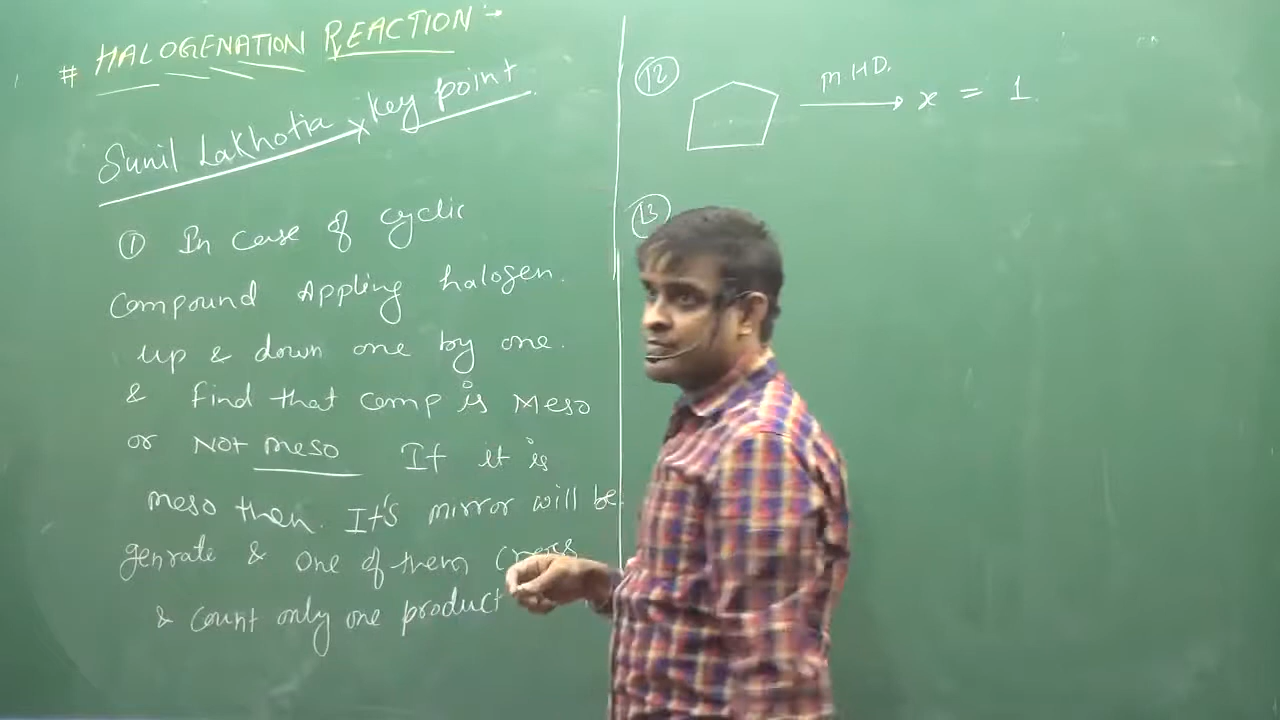 # HALOGENATION REACTION :-
Sunil Lakhotia x Key point
① In case of cyclic
compound Appling halogen.
up & down one by one.
& find that comp is Meso
or Not meso If it is
meso then. It's mirror will be
genrate & one of them cross
& count only one product
12 M.H.D. x = 1
13